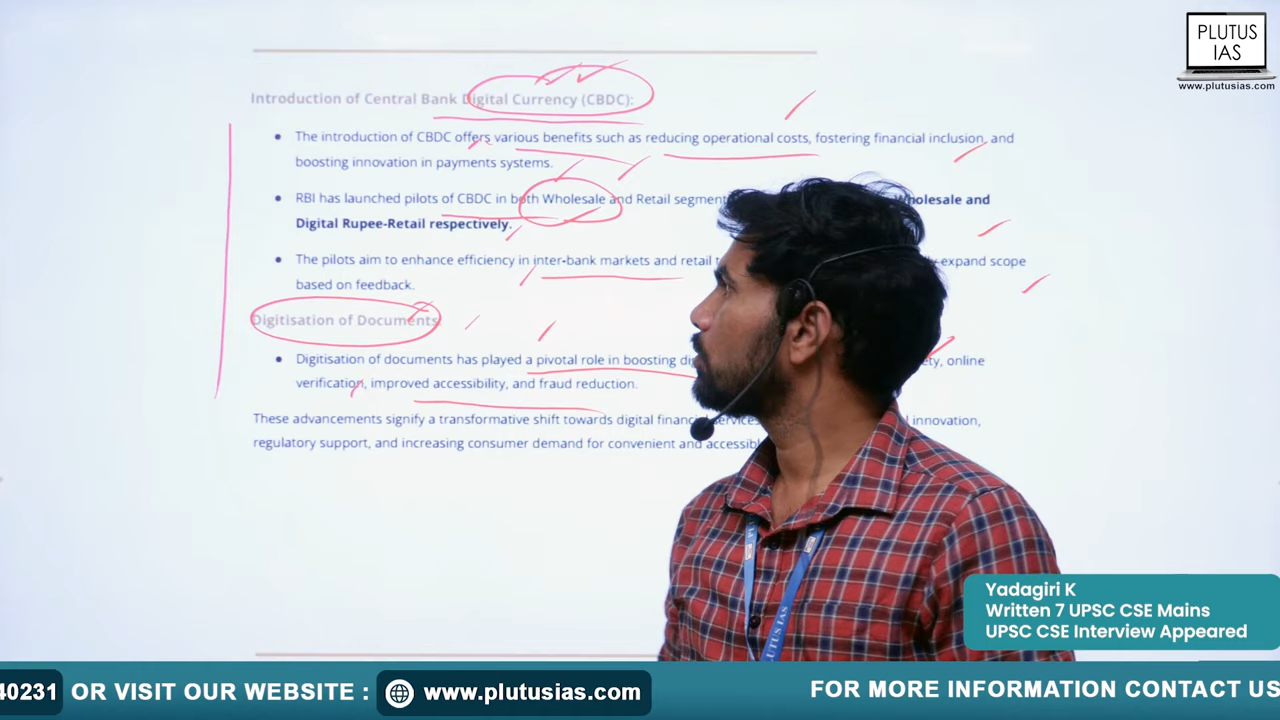 PLUTUS
IAS
www.plutusias.com
Introduction of Central Bank Digital Currency (CBDC):
The introduction of CBDC offers various benefits such as reducing operational costs, fostering financial inclusion, and
boosting innovation in payments systems.
RBI has launched pilots of CBDC in both Wholesale and Retail segment Wholesale and
Digital Rupee-Retail respectively.
The pilots aim to enhance efficiency in inter-bank markets and retail expand scope
based on feedback.
Digitisation of Documents:
Digitisation of documents has played a pivotal role in boosting online
verification, improved accessibility, and fraud reduction.
These advancements signify a transformative shift towards digital innovation,
regulatory support, and increasing consumer demand for convenient and
PLUTUS IAS
Yadagiri K
Written 7 UPSC CSE Mains
UPSC CSE Interview Appeared
40231 OR VISIT OUR WEBSITE : www.plutusias.com FOR MORE INFORMATION CONTACT US